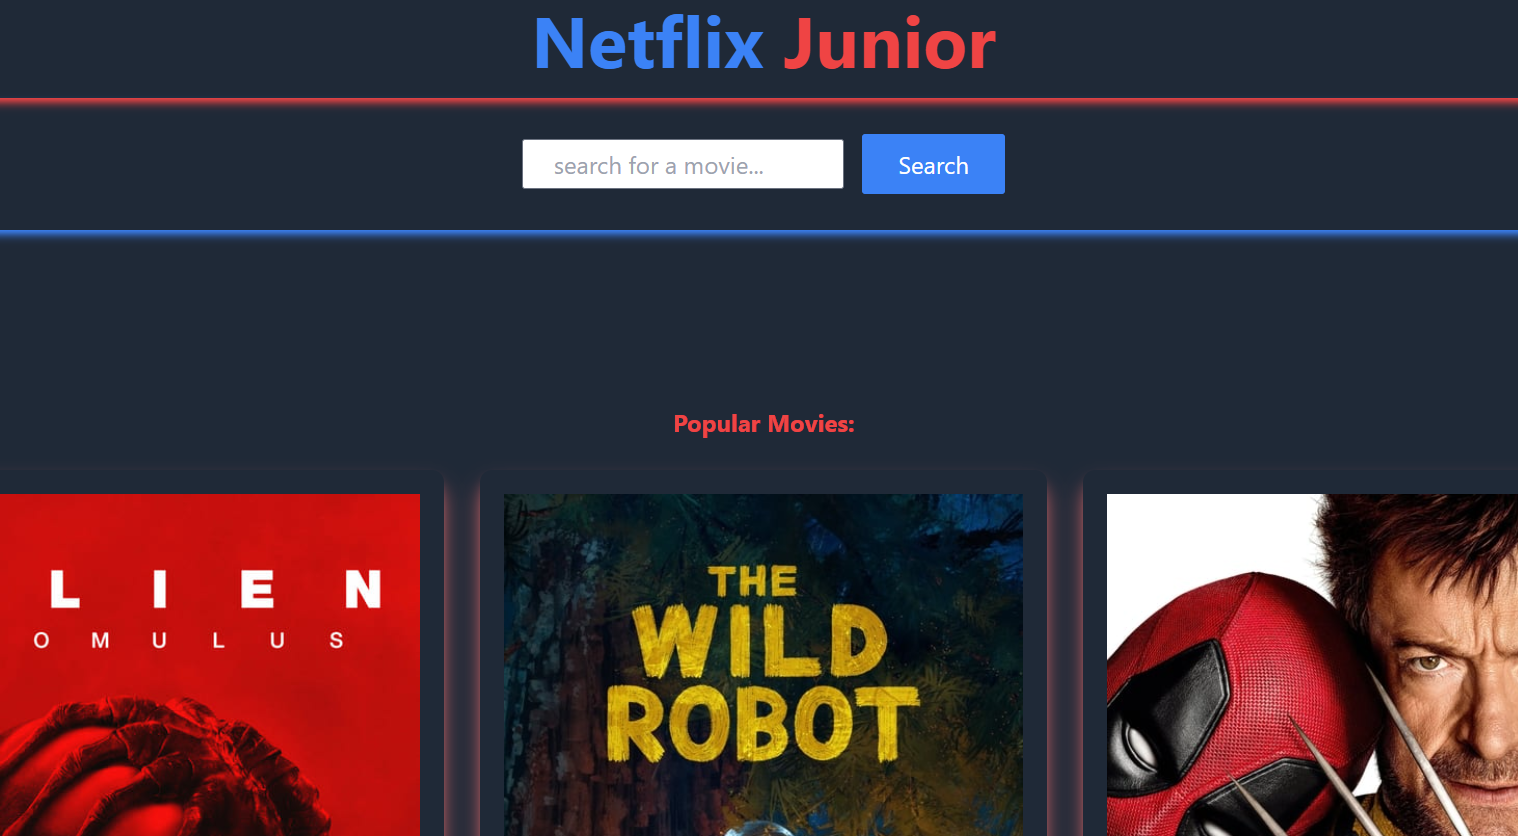 Netflix Junior
search for a movie...
Search
Popular Movies:
L I E N
O M U L U S
THE
WILD
ROBOT